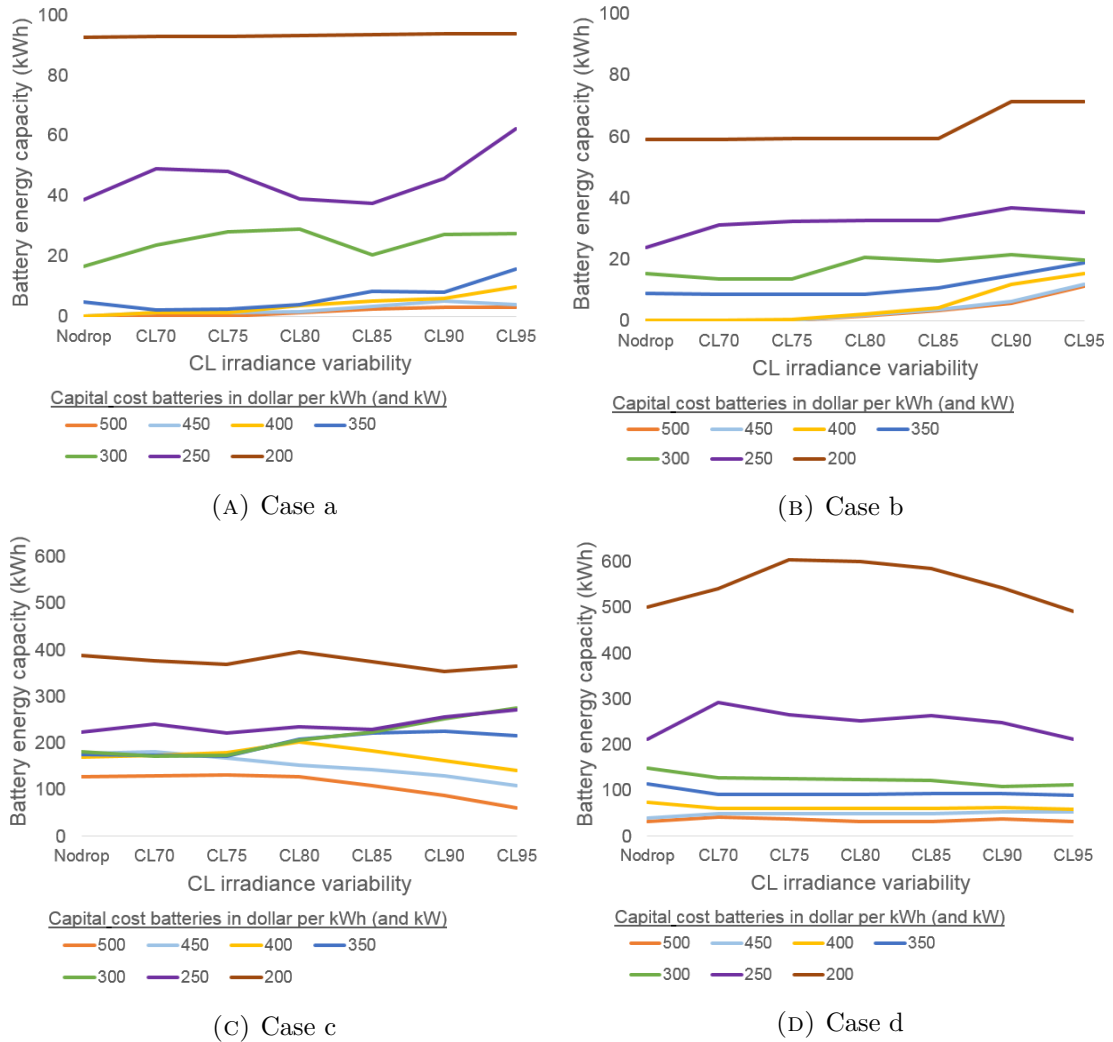 Battery energy capacity (kWh)
100
80
60
40
20
0
Nodrop CL70 CL75 CL80 CL85 CL90 CL95
CL irradiance variability
Capital cost batteries in dollar per kWh (and kW)
500 450 400 350
300 250 200
(A) Case a
Battery energy capacity (kWh)
100
80
60
40
20
0
Nodrop CL70 CL75 CL80 CL85 CL90 CL95
CL irradiance variability
Capital cost batteries in dollar per kWh (and kW)
500 450 400 350
300 250 200
(B) Case b
Battery energy capacity (kWh)
600
500
400
300
200
100
0
Nodrop CL70 CL75 CL80 CL85 CL90 CL95
CL irradiance variability
Capital cost batteries in dollar per kWh (and kW)
500 450 400 350
300 250 200
(C) Case c
Battery energy capacity (kWh)
600
500
400
300
200
100
0
Nodrop CL70 CL75 CL80 CL85 CL90 CL95
CL irradiance variability
Capital cost batteries in dollar per kWh (and kW)
500 450 400 350
300 250 200
(D) Case d